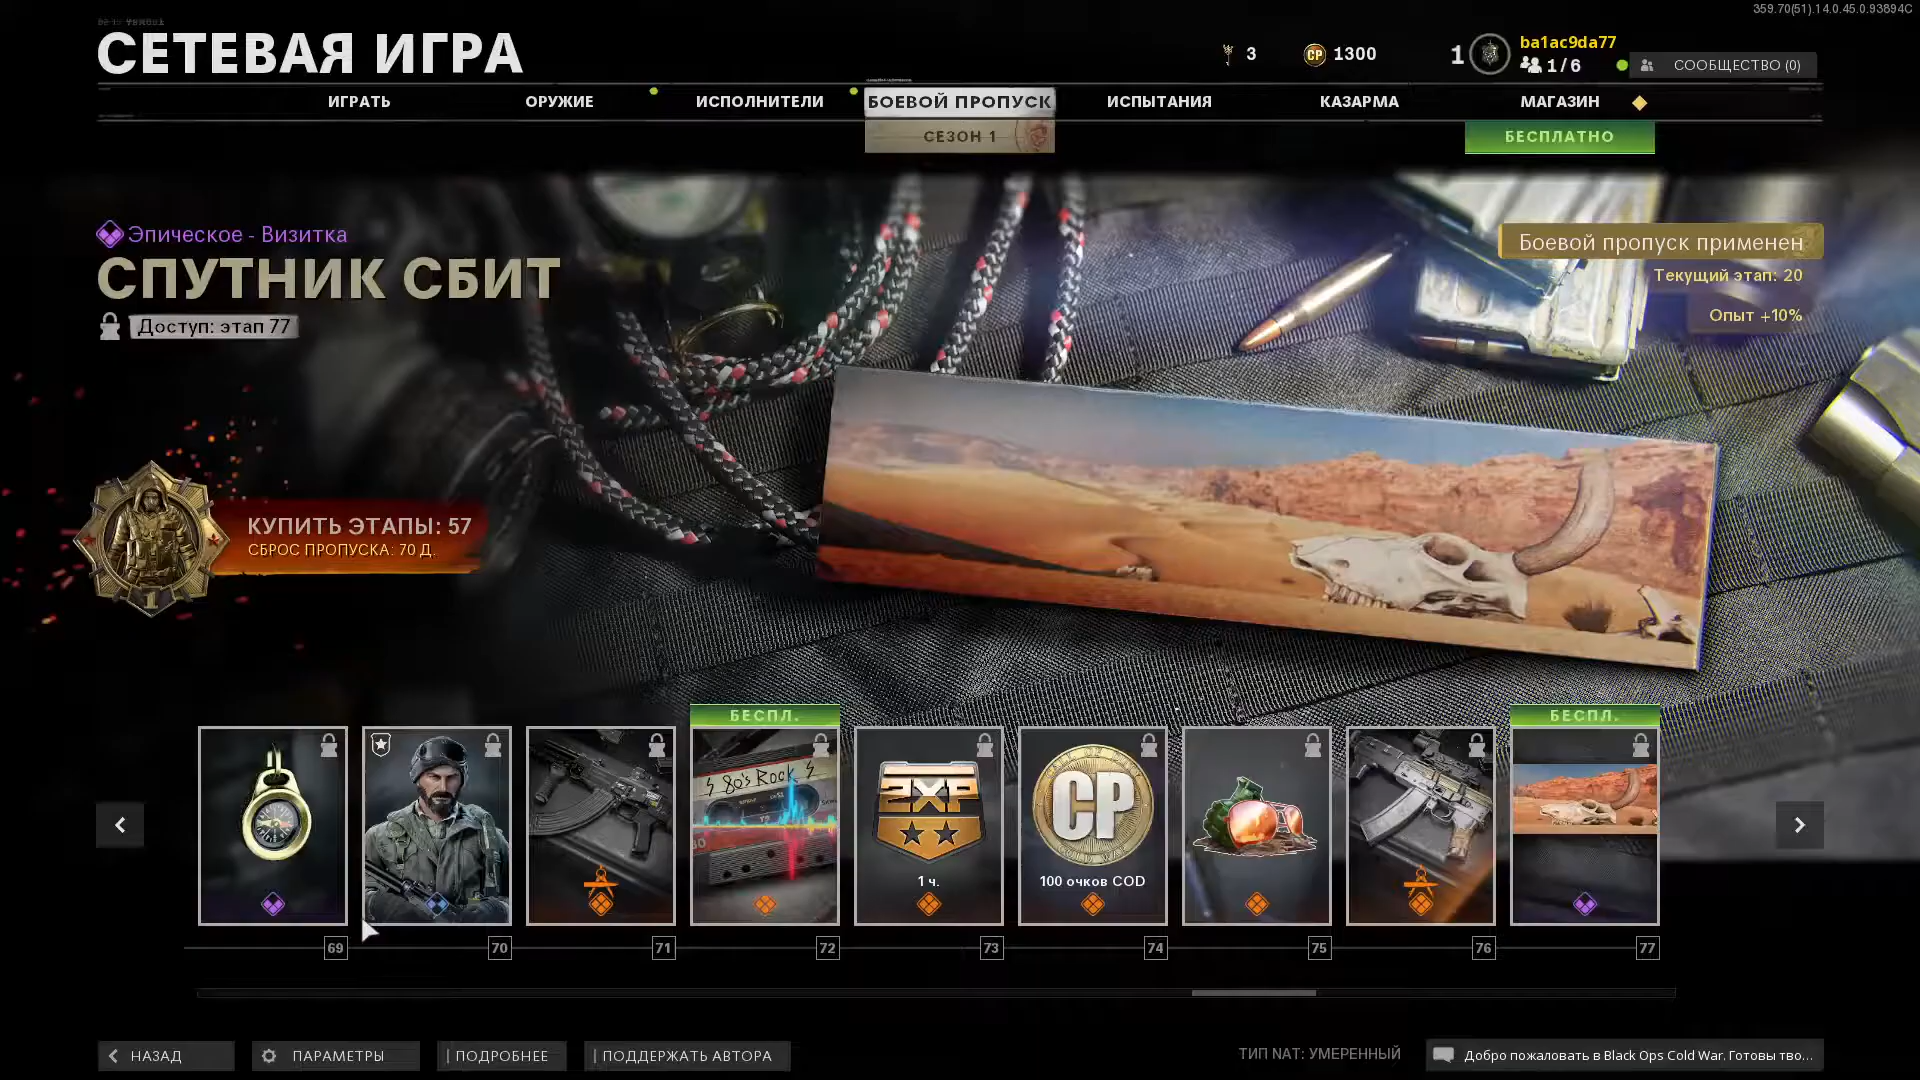 359.70(51).14.0.45.0.93894C
СЕТЕВАЯ ИГРА
3
CP 1300
1
ba1ac9da77
1 / 6
СООБЩЕСТВО (0)
ИГРАТЬ
ОРУЖИЕ
ИСПОЛНИТЕЛИ
БОЕВОЙ ПРОПУСК
ИСПЫТАНИЯ
КАЗАРМА
МАГАЗИН
СЕЗОН 1
БЕСПЛАТНО
Эпическое - Визитка
СПУТНИК СБИТ
Доступ: этап 77
Боевой пропуск применен
Текущий этап: 20
Опыт +10%
КУПИТЬ ЭТАПЫ: 57
СБРОС ПРОПУСКА: 70 Д.
1
БЕСПЛ.
БЕСПЛ.
80's Rock
2XP
CP
1 ч.
100 очков COD
69
70
71
72
73
74
75
76
77
НАЗАД
ПАРАМЕТРЫ
ПОДРОБНЕЕ
ПОДДЕРЖАТЬ АВТОРА
ТИП NAT: УМЕРЕННЫЙ
Добро пожаловать в Black Ops Cold War. Готовы тво...